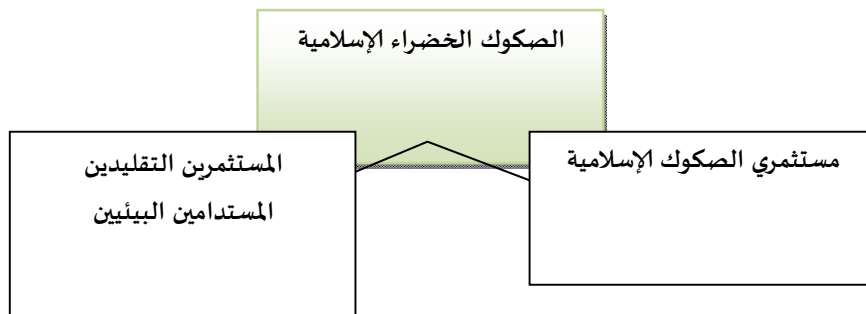 الصكوك الخضراء الإسلامية
مستثمري الصكوك الإسلامية
المستثمرين التقليدين
المستدامين البيئيين